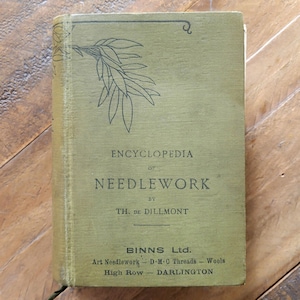 ENCYCLOPEDIA
OF
NEEDLEWORK
BY
TH. DE DILLMONT
BINNS Ltd.
Art Needlework – D·M·C Threads – Wools
High Row – DARLINGTON